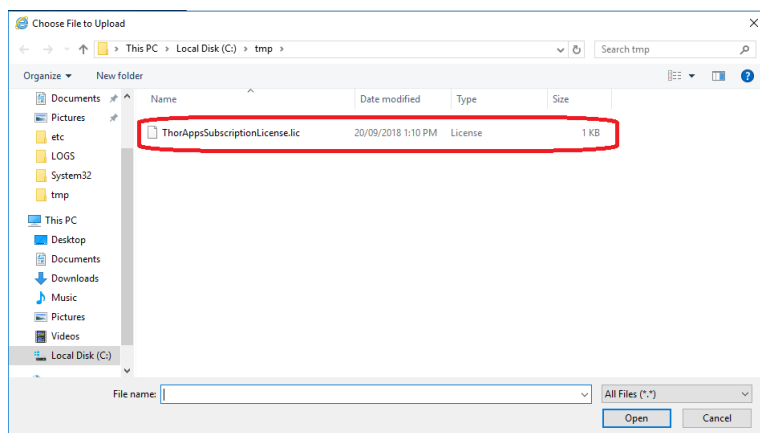 Choose File to Upload
This PC > Local Disk (C:) > tmp >
Search tmp
Organize
New folder
Name
Date modified
Type
Size
ThorAppsSubscriptionLicense.lic
20/09/2018 1:10 PM
License
1 KB
Documents
Pictures
etc
LOGS
System32
tmp
This PC
Desktop
Documents
Downloads
Music
Pictures
Videos
Local Disk (C:)
File name:
All Files (*.*)
Open
Cancel